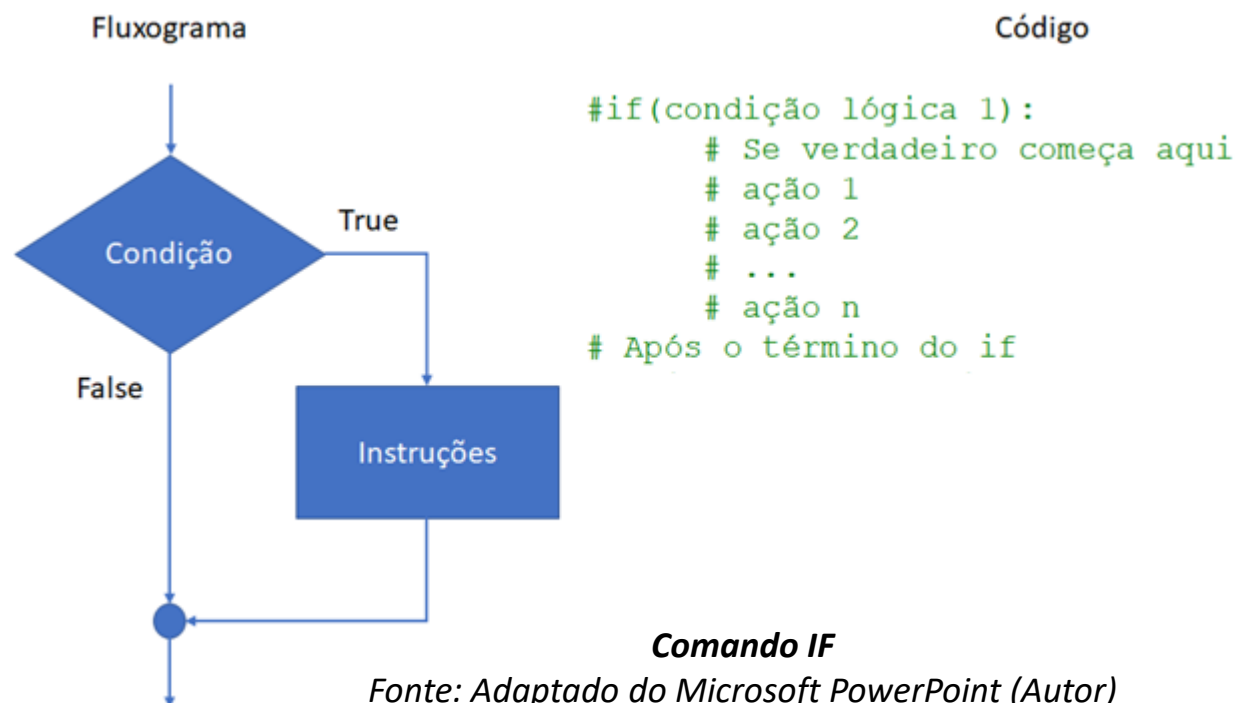 Fluxograma
Código
#if(condição lógica 1):
# Se verdadeiro começa aqui
# ação 1
# ação 2
# ...
# ação n
# Após o término do if
Condição
True
False
Instruções
Comando IF
Fonte: Adaptado do Microsoft PowerPoint (Autor)